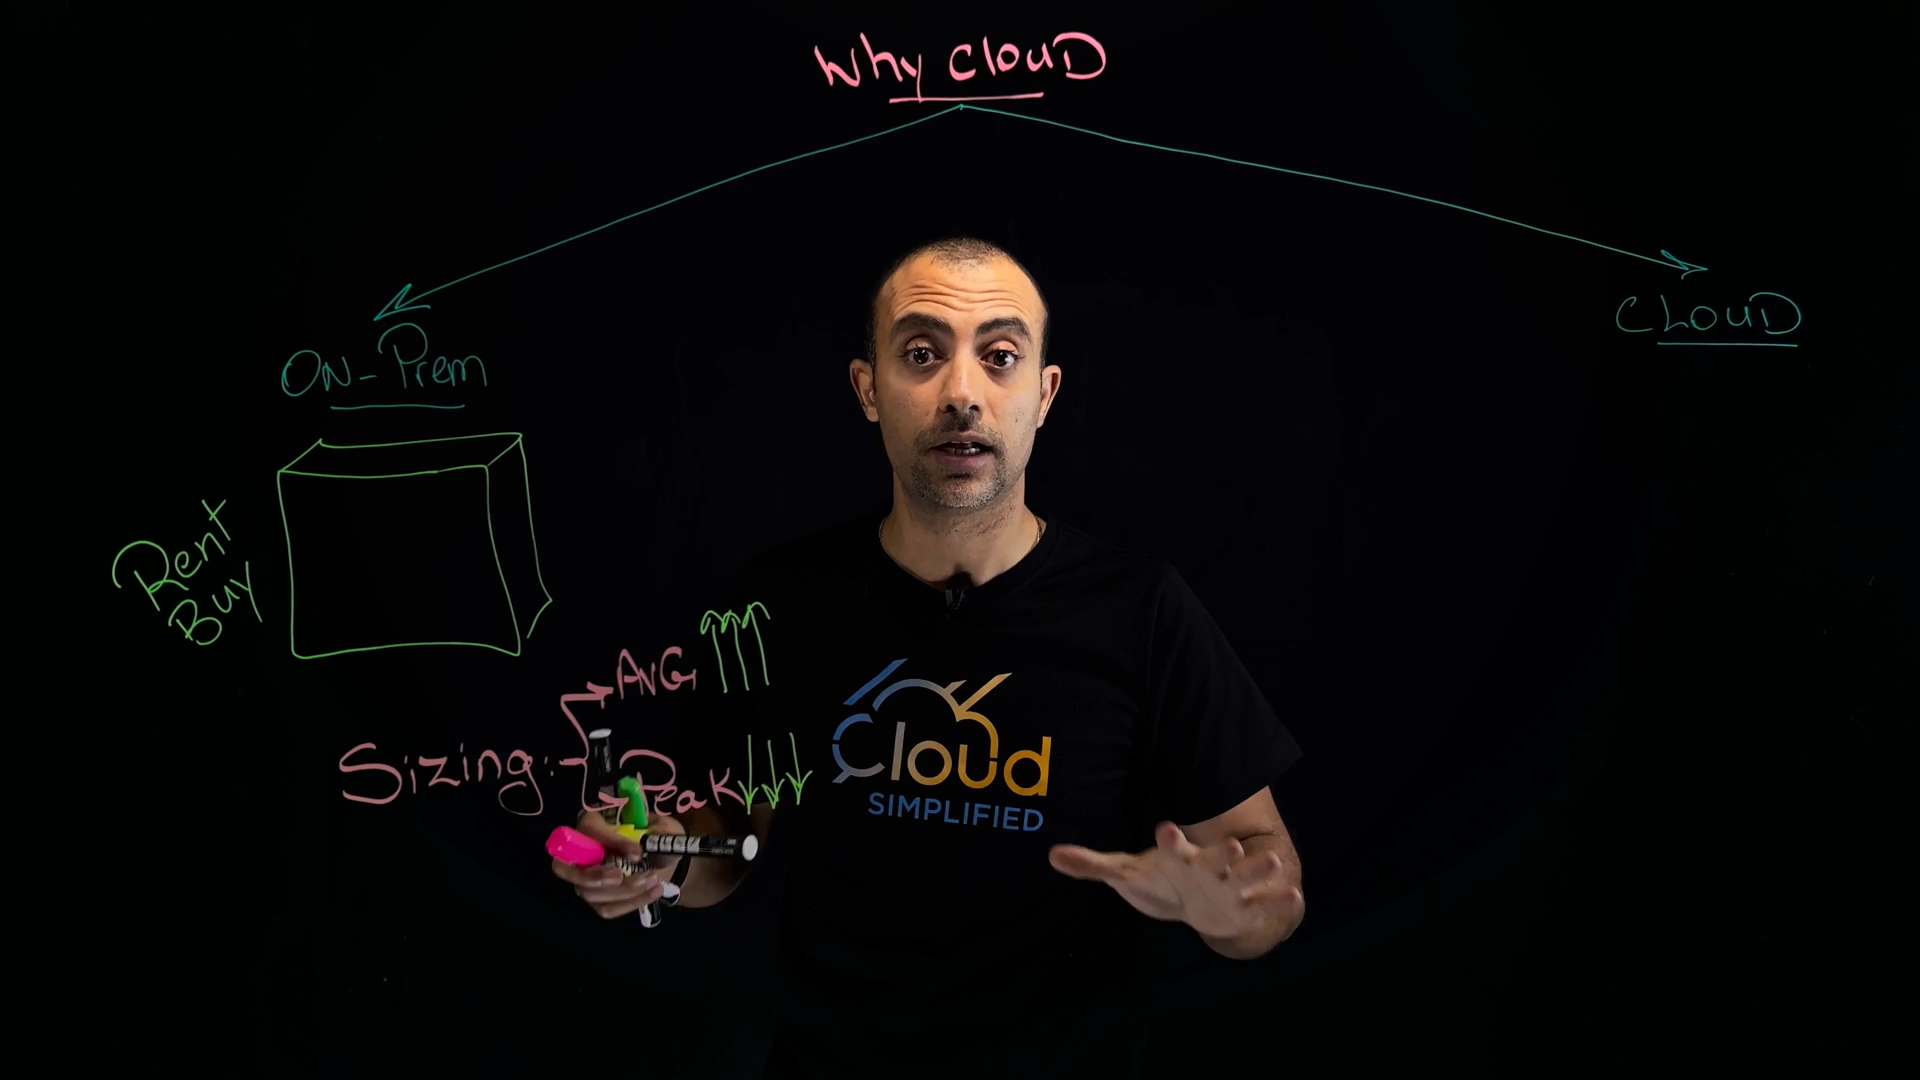 Why CLOUD
ON-Prem
CLOUD
Rent
Buy
AVG
Sizing:
Peak
Cloud
SIMPLIFIED